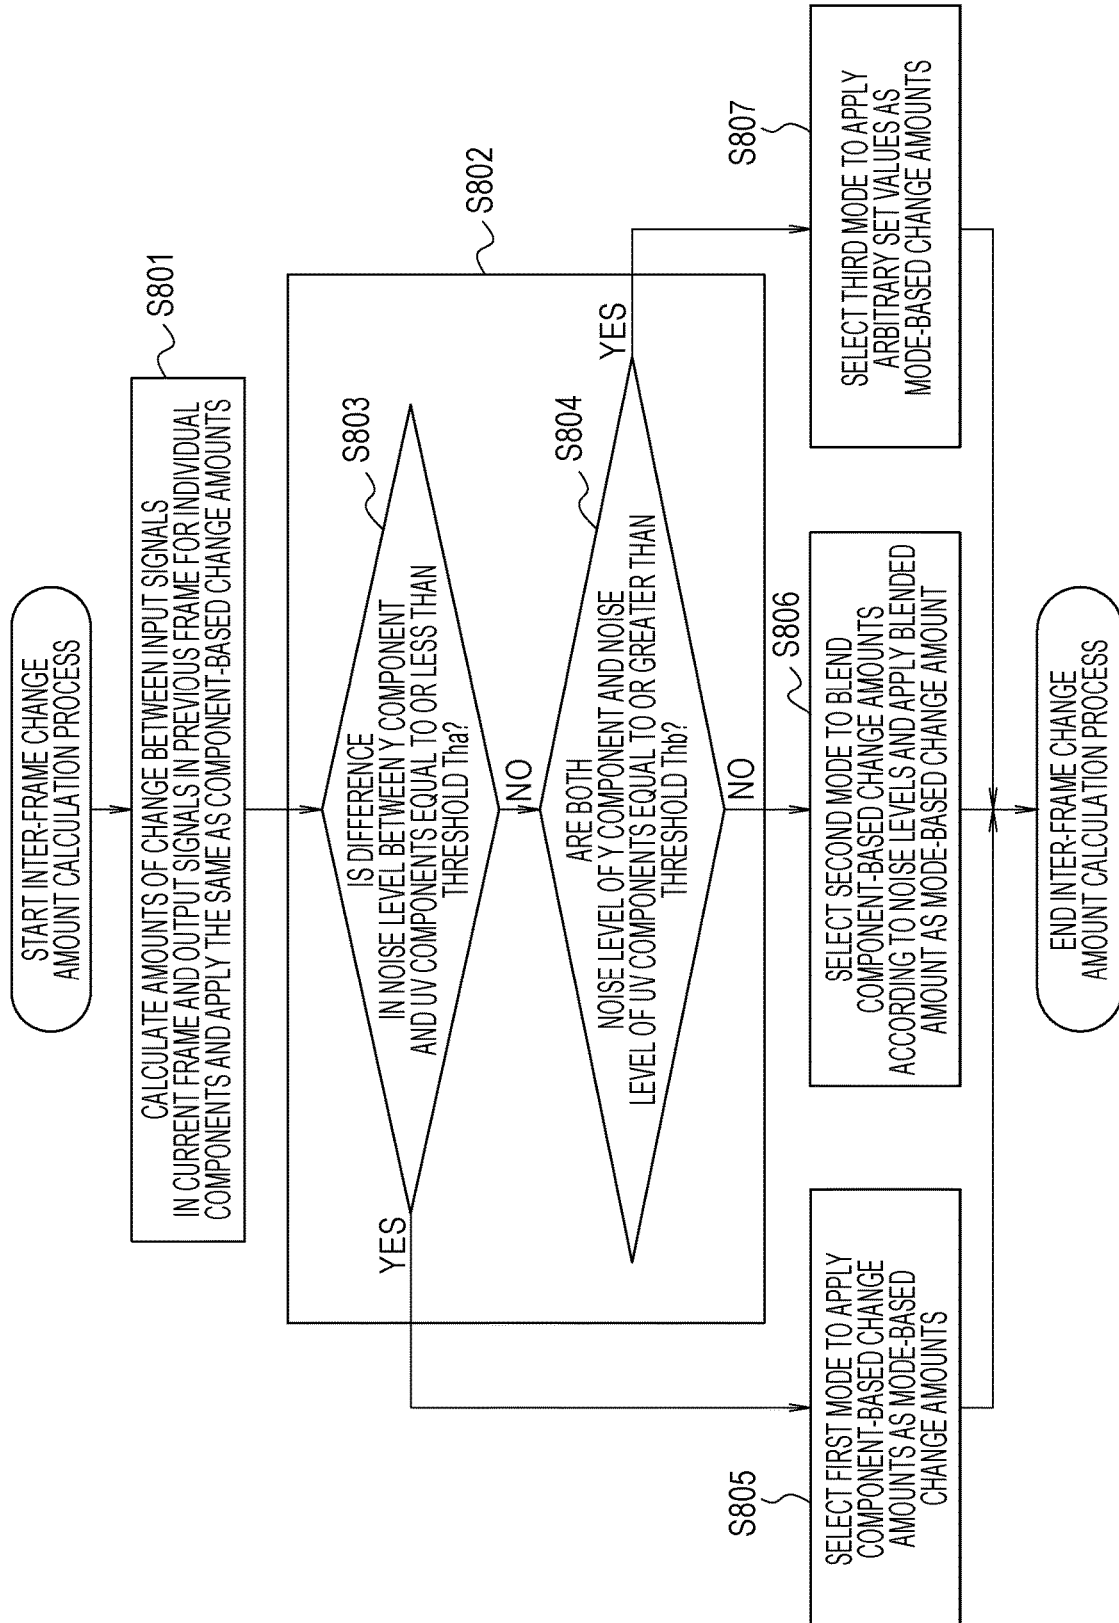 START INTER-FRAME CHANGE
AMOUNT CALCULATION PROCESS
S801
CALCULATE AMOUNTS OF CHANGE BETWEEN INPUT SIGNALS
IN CURRENT FRAME AND OUTPUT SIGNALS IN PREVIOUS FRAME FOR INDIVIDUAL
COMPONENTS AND APPLY THE SAME AS COMPONENT-BASED CHANGE AMOUNTS
S802
S803
IS DIFFERENCE
IN NOISE LEVEL BETWEEN Y COMPONENT
AND UV COMPONENTS EQUAL TO OR LESS THAN
THRESHOLD Tha?
YES
NO
S804
ARE BOTH
NOISE LEVEL OF Y COMPONENT AND NOISE
LEVEL OF UV COMPONENTS EQUAL TO OR GREATER THAN
THRESHOLD Thb?
YES
NO
S805
SELECT FIRST MODE TO APPLY
COMPONENT-BASED CHANGE
AMOUNTS AS MODE-BASED
CHANGE AMOUNTS
S806
SELECT SECOND MODE TO BLEND
COMPONENT-BASED CHANGE AMOUNTS
ACCORDING TO NOISE LEVELS AND APPLY BLENDED
AMOUNT AS MODE-BASED CHANGE AMOUNT
S807
SELECT THIRD MODE TO APPLY
ARBITRARY SET VALUES AS
MODE-BASED CHANGE AMOUNTS
END INTER-FRAME CHANGE
AMOUNT CALCULATION PROCESS